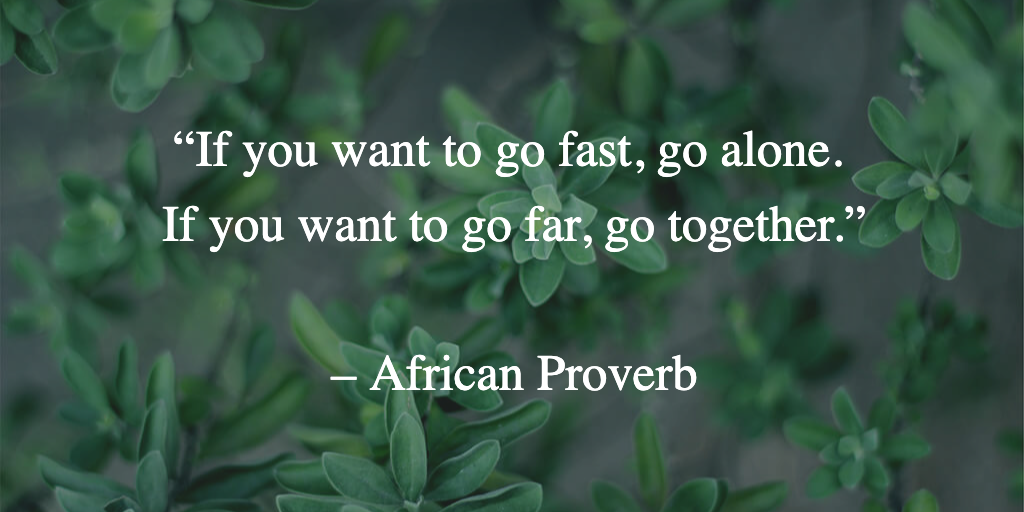 “If you want to go fast, go alone.
If you want to go far, go together.”
– African Proverb